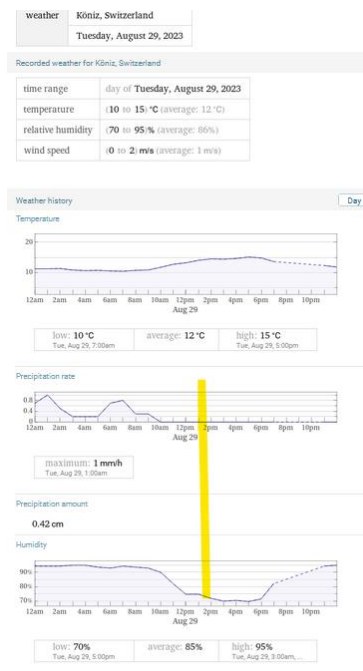 weather Köniz, Switzerland
Tuesday, August 29, 2023
Recorded weather for Köniz, Switzerland
time range day of Tuesday, August 29, 2023
temperature (10 to 15) °C (average: 12 °C)
relative humidity (70 to 95)% (average: 86%)
wind speed (0 to 2) m/s (average: 1 m/s)
Weather history Day
Temperature
20
10
12am 2am 4am 6am 8am 10am 12pm 2pm 4pm 6pm 8pm 10pm
Aug 29
low: 10 °C average: 12 °C high: 15 °C
Tue, Aug 29, 7:00am Tue, Aug 29, 5:00pm
Precipitation rate
0.8
0.4
0
12am 2am 4am 6am 8am 10am 12pm 2pm 4pm 6pm 8pm 10pm
Aug 29
maximum: 1 mm/h
Tue, Aug 29, 1:00am
Precipitation amount
0.42 cm
Humidity
90%
80%
70%
12am 2am 4am 6am 8am 10am 12pm 2pm 4pm 6pm 8pm 10pm
Aug 29
low: 70% average: 85% high: 95%
Tue, Aug 29, 5:00pm Tue, Aug 29, 3:00am, ...